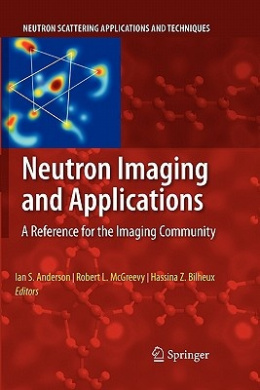 NEUTRON SCATTERING APPLICATIONS AND TECHNIQUES
Neutron Imaging
and Applications
A Reference for the Imaging Community
Ian S. Anderson | Robert L. McGreevy | Hassina Z. Bilheux
Editors
Springer